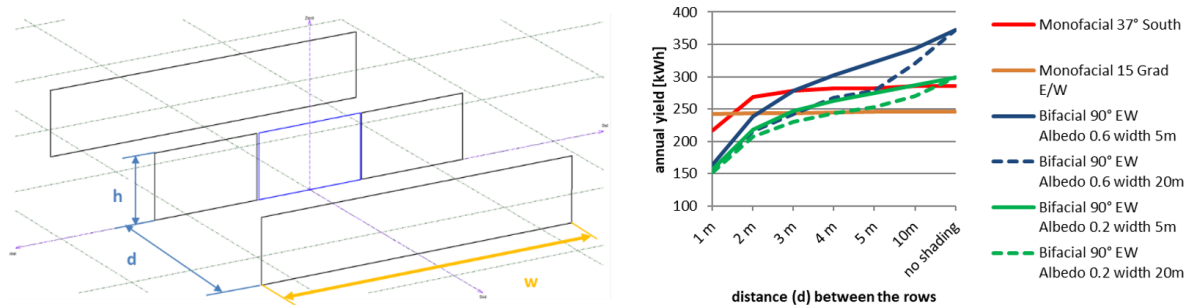 h
d
w
400
350
300
250
200
150
100
annual yield [kWh]
1 m
2 m
3 m
4 m
5 m
10m
no shading
distance (d) between the rows
Monofacial 37° South
Monofacial 15 Grad
E/W
Bifacial 90° EW
Albedo 0.6 width 5m
Bifacial 90° EW
Albedo 0.6 width 20m
Bifacial 90° EW
Albedo 0.2 width 5m
Bifacial 90° EW
Albedo 0.2 width 20m